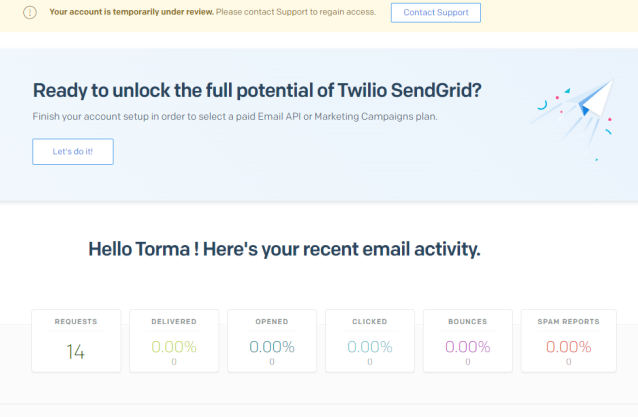 Your account is temporarily under review. Please contact Support to regain access. Contact Support
Ready to unlock the full potential of Twilio SendGrid?
Finish your account setup in order to select a paid Email API or Marketing Campaigns plan.
Let's do it!
Hello Torma ! Here's your recent email activity.
REQUESTS DELIVERED OPENED CLICKED BOUNCES SPAM REPORTS
14 0.00% 0.00% 0.00% 0.00% 0.00%
0 0 0 0 0